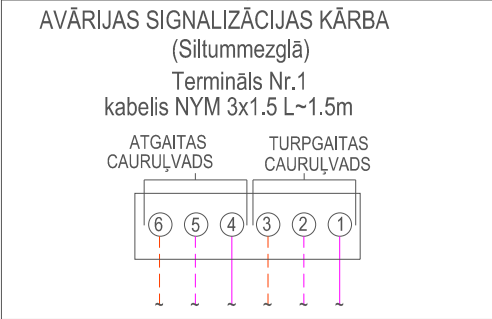 AVĀRIJAS SIGNALIZĀCIJAS KĀRBA
(Siltummezglā)
Termināls Nr.1
kabelis NYM 3x1.5 L~1.5m
ATGAITAS
CAURUĻVADS
TURPGAITAS
CAURUĻVADS
6 5 4 3 2 1
~ ~ ~ ~ ~ ~